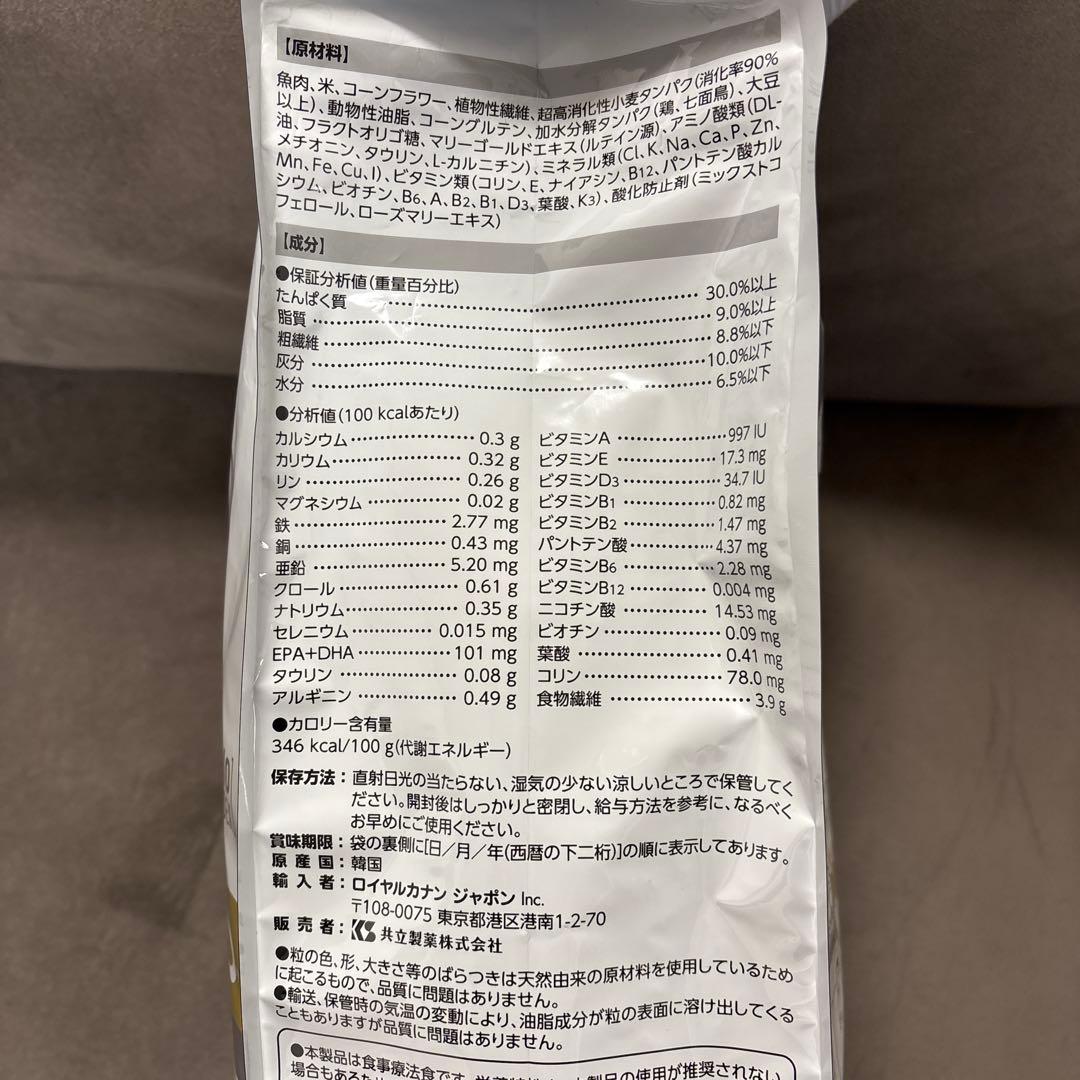 【原材料】
魚肉、米、コーンフラワー、植物性繊維、超高消化性小麦タンパク(消化率90%
以上)、動物性油脂、コーングルテン、加水分解タンパク(鶏、七面鳥)、大豆
油、フラクトオリゴ糖、マリーゴールドエキス(ルテイン源)、アミノ酸類(DL-
メチオニン、タウリン、L-カルニチン)、ミネラル類(Cl、K、Na、Ca、P、Zn、
Mn、Fe、Cu、I)、ビタミン類(コリン、E、ナイアシン、B12、パントテン酸カル
シウム、ビオチン、B6、A、B2、B1、D3、葉酸、K3)、酸化防止剤(ミックストコ
フェロール、ローズマリーエキス)
【成分】
●保証分析値(重量百分比)
たんぱく質 30.0%以上
脂質 9.0%以上
粗繊維 8.8%以下
灰分 10.0%以下
水分 6.5%以下
●分析値(100 kcalあたり)
カルシウム 0.3 g
カリウム 0.32 g
リン 0.26 g
マグネシウム 0.02 g
鉄 2.77 mg
銅 0.43 mg
亜鉛 5.20 mg
クロール 0.61 g
ナトリウム 0.35 g
セレニウム 0.015 mg
EPA+DHA 101 mg
タウリン 0.08 g
アルギニン 0.49 g
ビタミンA 997 IU
ビタミンE 17.3 mg
ビタミンD3 34.7 IU
ビタミンB1 0.82 mg
ビタミンB2 1.47 mg
パントテン酸 4.37 mg
ビタミンB6 2.28 mg
ビタミンB12 0.004 mg
ニコチン酸 14.53 mg
ビオチン 0.09 mg
葉酸 0.41 mg
コリン 78.0 mg
食物繊維 3.9 g
●カロリー含有量
346 kcal/100 g(代謝エネルギー)
保存方法：直射日光の当たらない、湿気の少ない涼しいところで保管してく
ださい。開封後はしっかりと密閉し、給与方法を参考に、なるべく
お早めにご使用ください。
賞味期限：袋の裏側に[日／月／年(西暦の下二桁)]の順に表示してあります。
原産国：韓国
輸入者：ロイヤルカナン ジャポン Inc.
〒108-0075 東京都港区港南1-2-70
販売者：KS 共立製薬株式会社
●粒の色、形、大きさ等のばらつきは天然由来の原材料を使用しているため
に起こるもので、品質に問題はありません。
●輸送、保管時の気温の変動により、油脂成分が粒の表面に溶け出してくる
こともありますが品質に問題はありません。
●本製品は食事療法食です。 本製品の使用が推奨されない
場合もある